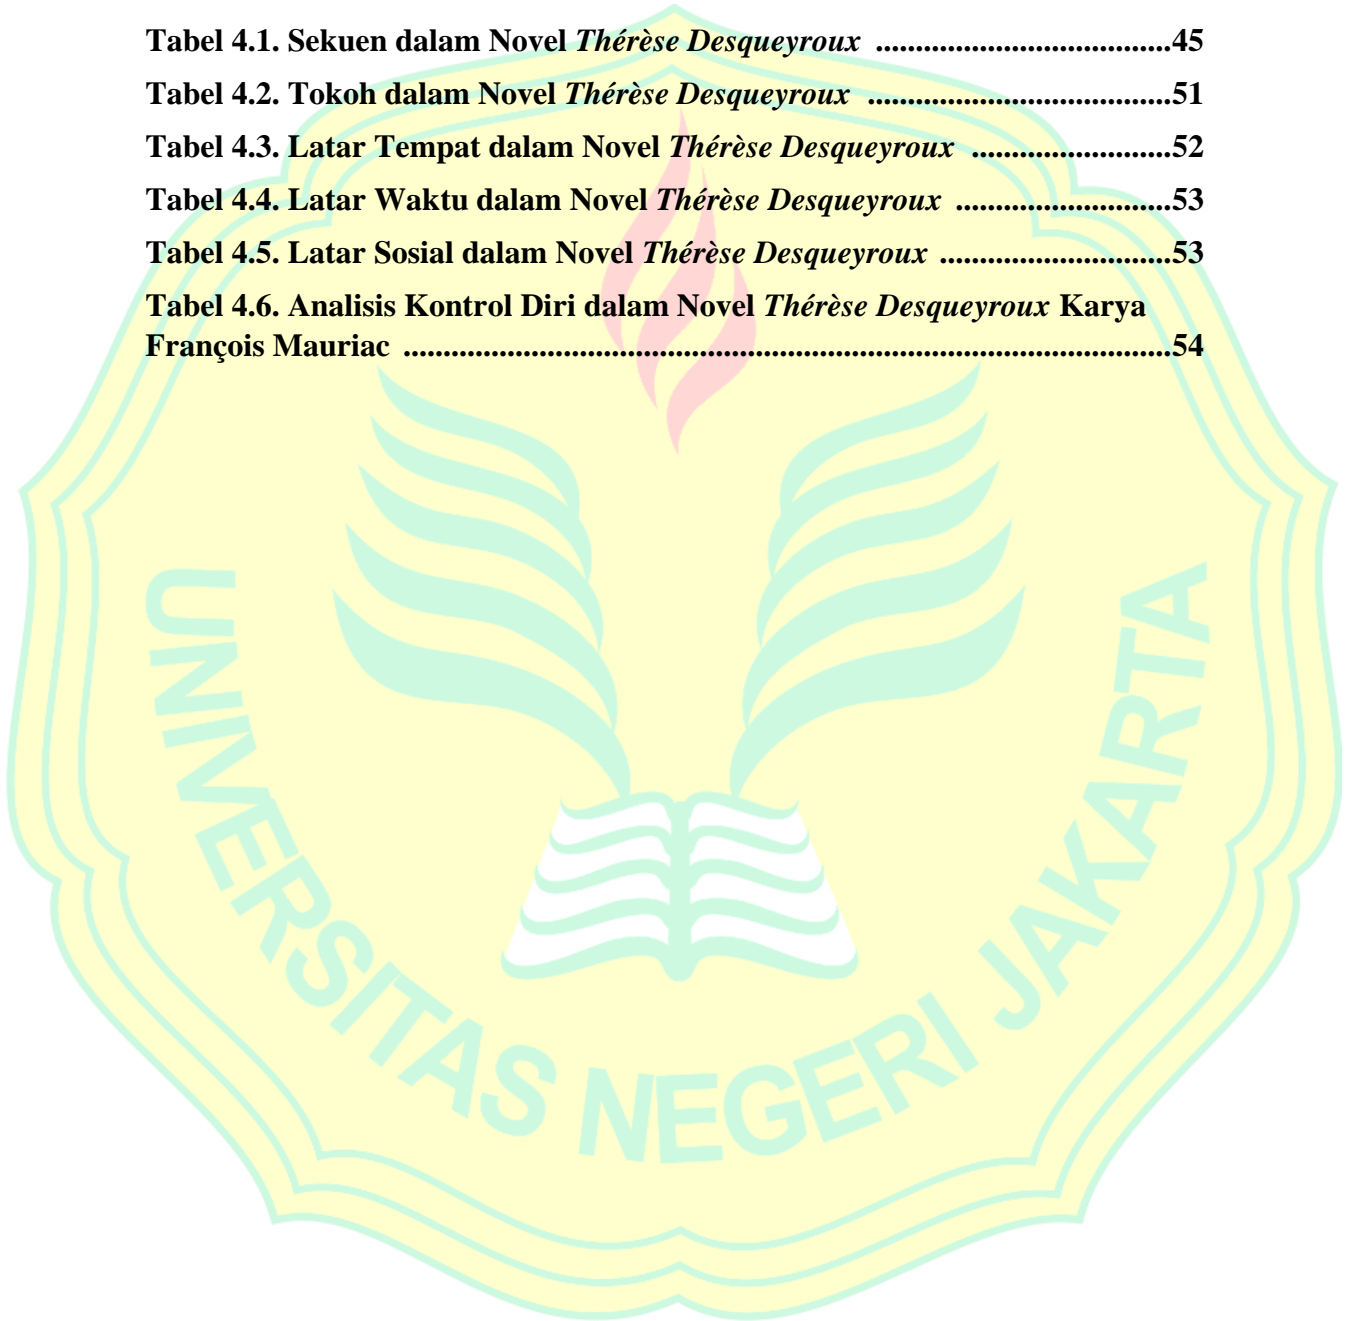 Tabel 4.1. Sekuen dalam Novel Thérèse Desqueyroux .....................................45
Tabel 4.2. Tokoh dalam Novel Thérèse Desqueyroux ......................................51
Tabel 4.3. Latar Tempat dalam Novel Thérèse Desqueyroux .........................52
Tabel 4.4. Latar Waktu dalam Novel Thérèse Desqueyroux ...........................53
Tabel 4.5. Latar Sosial dalam Novel Thérèse Desqueyroux .............................53
Tabel 4.6. Analisis Kontrol Diri dalam Novel Thérèse Desqueyroux Karya
François Mauriac ...................................................................................................54
UNIVERSITAS NEGERI JAKARTA